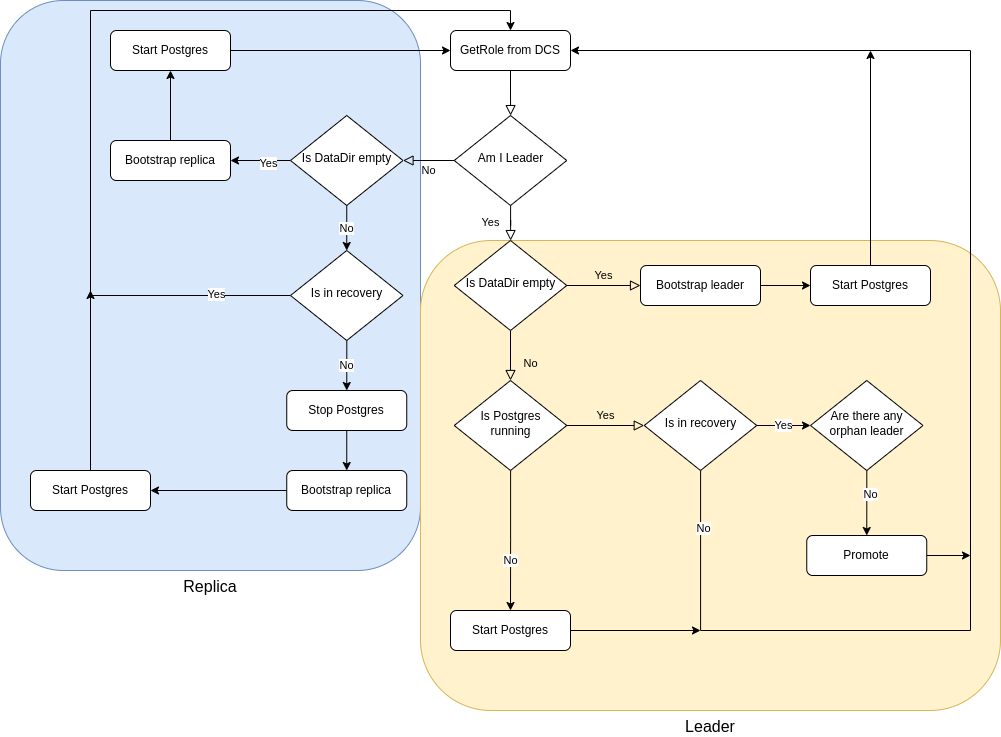 Start Postgres
GetRole from DCS
Bootstrap replica
Yes
Is DataDir empty
No
Am I Leader
No
Yes
Is DataDir empty
Yes
Bootstrap leader
Start Postgres
Yes
Is in recovery
No
No
Stop Postgres
Is Postgres
running
Yes
Is in recovery
Yes
Are there any
orphan leader
Start Postgres
Bootstrap replica
No
No
No
Promote
Replica
Start Postgres
Leader